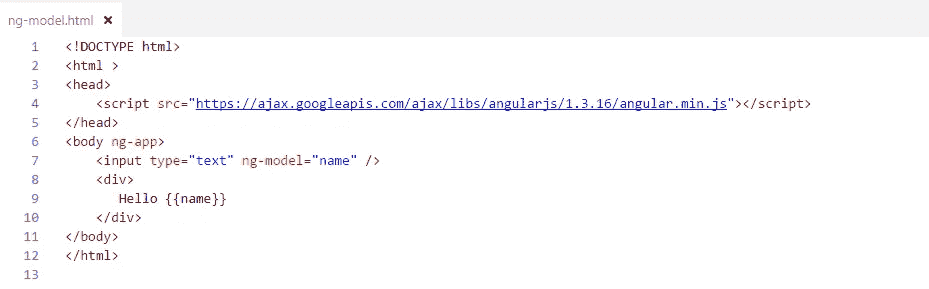 ng-model.html ×
1 <!DOCTYPE html>
2 <html >
3 <head>
4     <script src="https://ajax.googleapis.com/ajax/libs/angularjs/1.3.16/angular.min.js"></script>
5 </head>
6 <body ng-app>
7     <input type="text" ng-model="name" />
8     <div>
9        Hello {{name}}
10     </div>
11 </body>
12 </html>
13